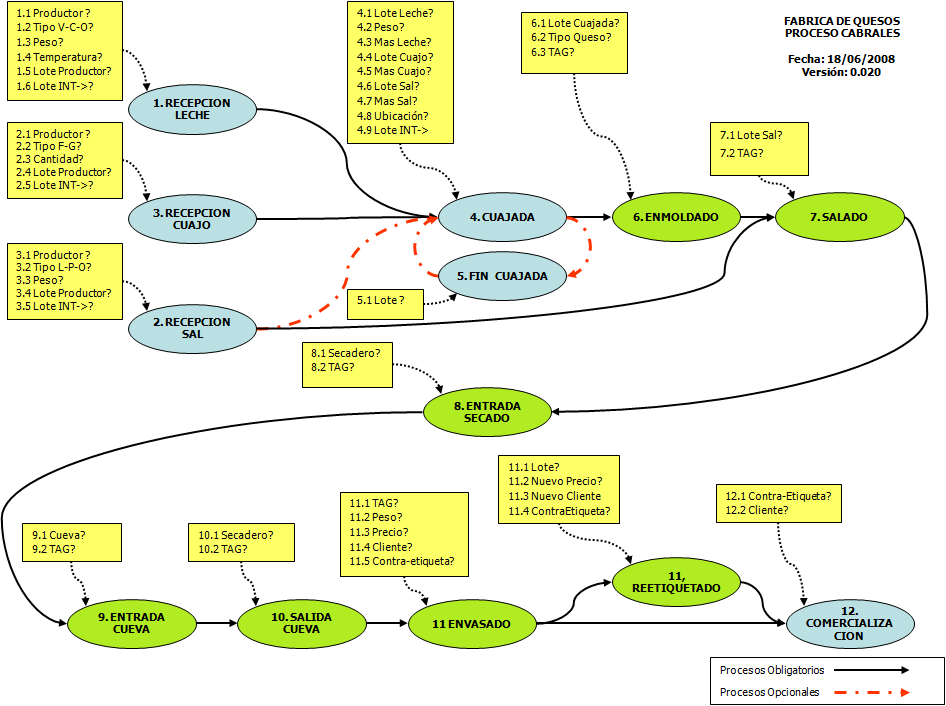 FABRICA DE QUESOS
PROCESO CABRALES
Fecha: 18/06/2008
Versión: 0.020
1.1 Productor ?
1.2 Tipo V-C-O?
1.3 Peso?
1.4 Temperatura?
1.5 Lote Productor?
1.6 Lote INT->?
1. RECEPCION
LECHE
2.1 Productor ?
2.2 Tipo F-G?
2.3 Cantidad?
2.4 Lote Productor?
2.5 Lote INT->?
3. RECEPCION
CUAJO
3.1 Productor ?
3.2 Tipo L-P-O?
3.3 Peso?
3.4 Lote Productor?
3.5 Lote INT->?
2. RECEPCION
SAL
4.1 Lote Leche?
4.2 Peso?
4.3 Mas Leche?
4.4 Lote Cuajo?
4.5 Mas Cuajo?
4.6 Lote Sal?
4.7 Mas Sal?
4.8 Ubicación?
4.9 Lote INT->
4. CUAJADA
5. FIN CUAJADA
5.1 Lote ?
6.1 Lote Cuajada?
6.2 Tipo Queso?
6.3 TAG?
6. ENMOLDADO
7.1 Lote Sal?
7.2 TAG?
7. SALADO
8.1 Secadero?
8.2 TAG?
8. ENTRADA
SECADO
9.1 Cueva?
9.2 TAG?
9. ENTRADA
CUEVA
10.1 Secadero?
10.2 TAG?
10. SALIDA
CUEVA
11.1 TAG?
11.2 Peso?
11.3 Precio?
11.4 Cliente?
11.5 Contra-etiqueta?
11 ENVASADO
11.1 Lote?
11.2 Nuevo Precio?
11.3 Nuevo Cliente
11.4 ContraEtiqueta?
11,
REETIQUETADO
12.1 Contra-Etiqueta?
12.2 Cliente?
12.
COMERCIALIZA
CION
Procesos Obligatorios
Procesos Opcionales